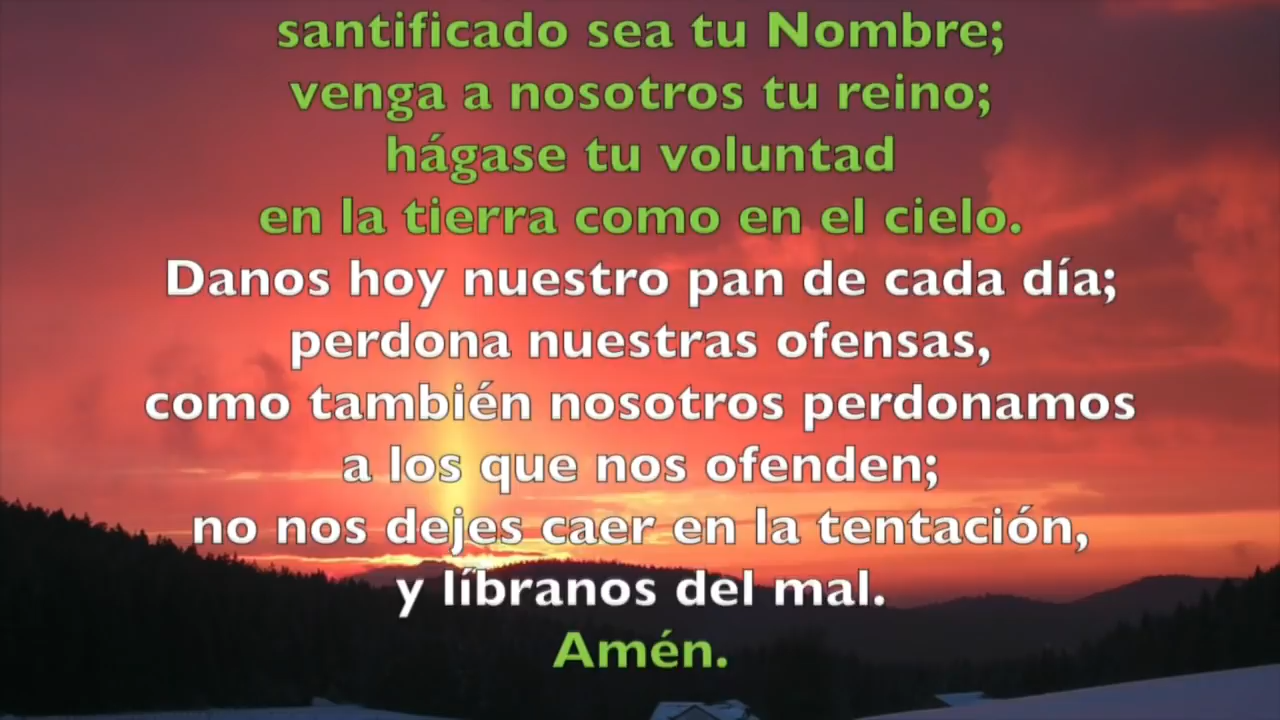 santificado sea tu Nombre;
venga a nosotros tu reino;
hágase tu voluntad
en la tierra como en el cielo.
Danos hoy nuestro pan de cada día;
perdona nuestras ofensas,
como también nosotros perdonamos
a los que nos ofenden;
no nos dejes caer en la tentación,
y líbranos del mal.
Amén.